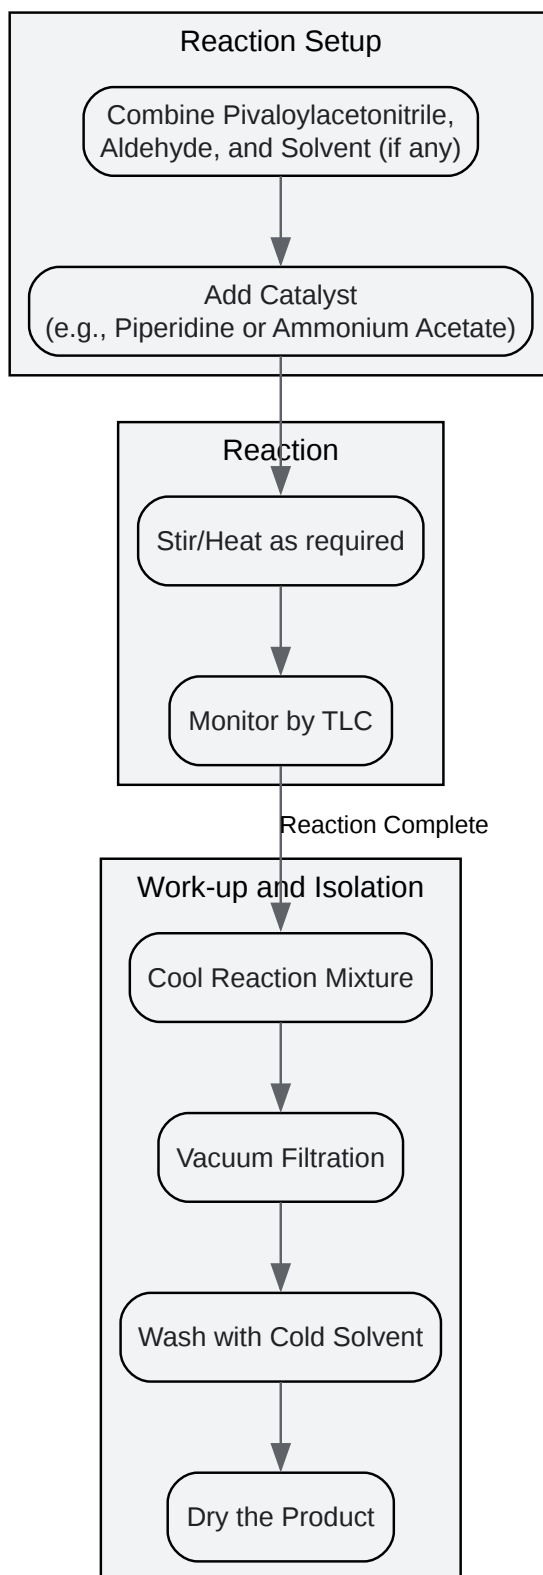 Reaction Setup
Combine Pivaloylacetonitrile,
Aldehyde, and Solvent (if any)
Add Catalyst
(e.g., Piperidine or Ammonium Acetate)
Reaction
Stir/Heat as required
Monitor by TLC
Reaction Complete
Work-up and Isolation
Cool Reaction Mixture
Vacuum Filtration
Wash with Cold Solvent
Dry the Product